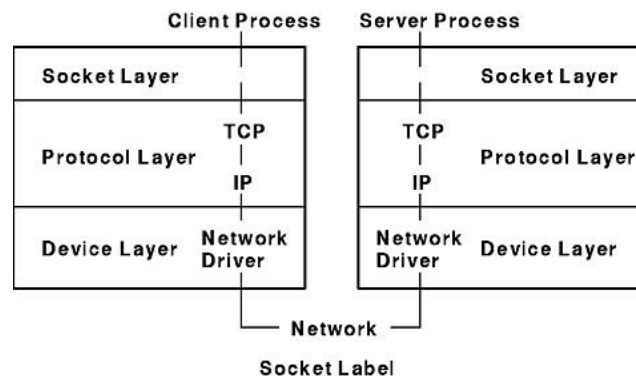 Client Process
Server Process
Socket Layer
Socket Layer
TCP
TCP
Protocol Layer
Protocol Layer
IP
IP
Device Layer
Network
Driver
Network
Driver
Device Layer
Network
Socket Label